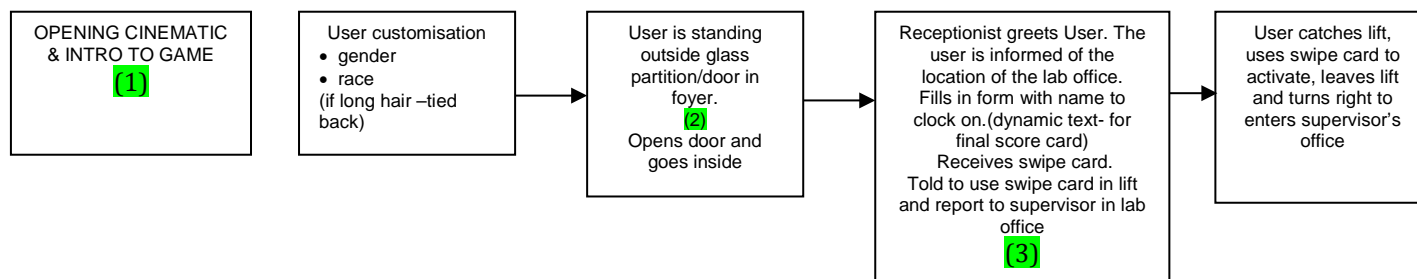 OPENING CINEMATIC
& INTRO TO GAME
(1)
User customisation
• gender
• race
(if long hair –tied
back)
User is standing
outside glass
partition/door in
foyer.
(2)
Opens door and
goes inside
Receptionist greets User. The
user is informed of the
location of the lab office.
Fills in form with name to
clock on.(dynamic text- for
final score card)
Receives swipe card.
Told to use swipe card in lift
and report to supervisor in lab
office
(3)
User catches lift,
uses swipe card to
activate, leaves lift
and turns right to
enters supervisor's
office